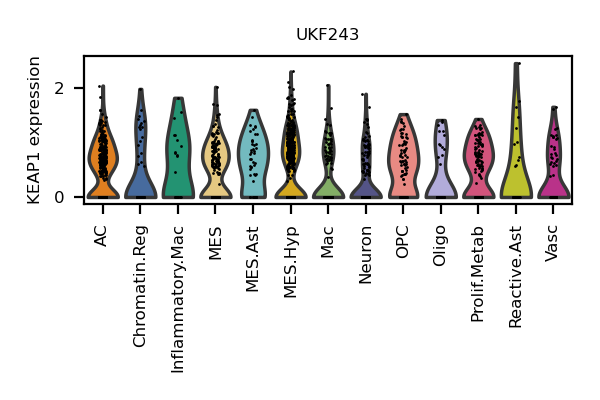 UKF243
KEAP1 expression
2
0
AC
Chromatin.Reg
Inflammatory.Mac
MES
MES.Ast
MES.Hyp
Mac
Neuron
OPC
Oligo
Prolif.Metab
Reactive.Ast
Vasc